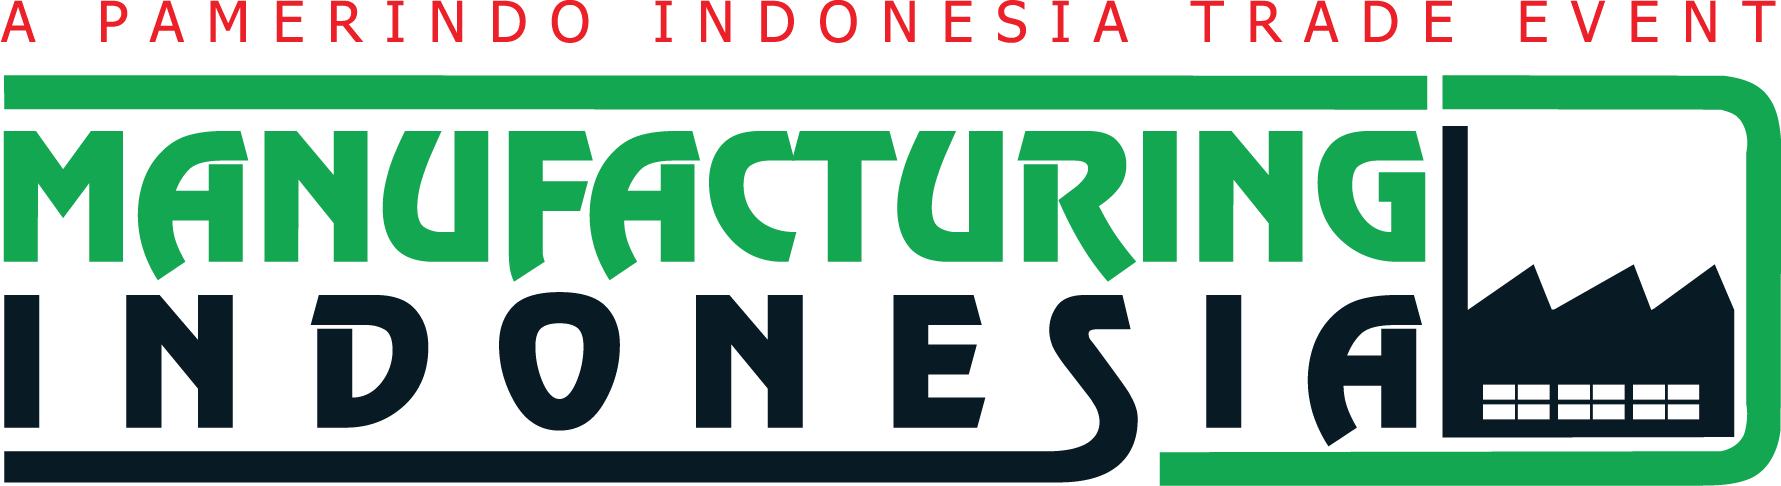 A PAMERINDO INDONESIA TRADE EVENT
MANUFACTURING
INDONESIA